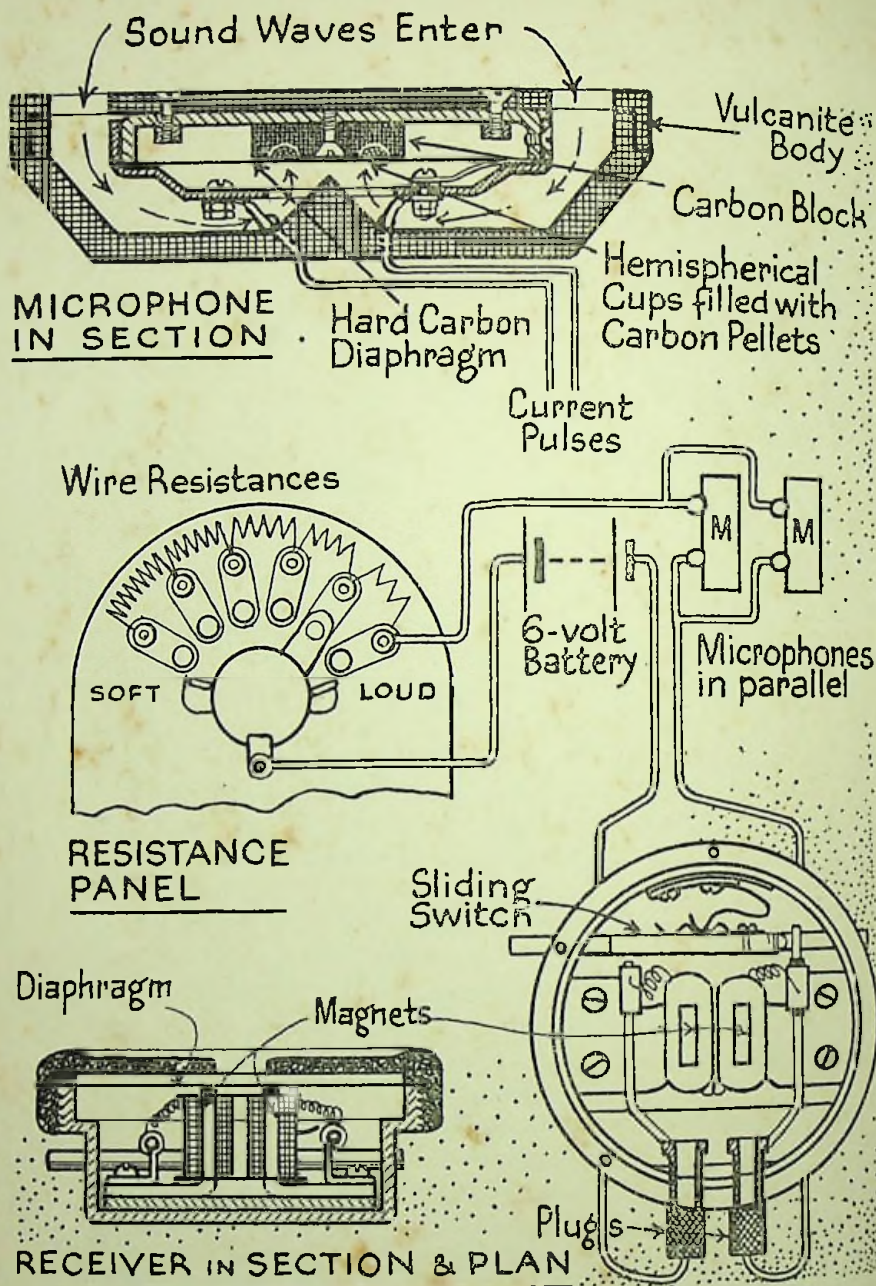 Sound Waves Enter
Vulcanite
Body
Carbon Block
Hemispherical
Cups filled with
Carbon Pellets
MICROPHONE
IN SECTION
Hard Carbon
Diaphragm
Current
Pulses
Wire Resistances
M
M
6-volt
Battery
Microphones
in parallel
SOFT
LOUD
RESISTANCE
PANEL
Sliding
Switch
Diaphragm
Magnets
Plugs
RECEIVER IN SECTION & PLAN